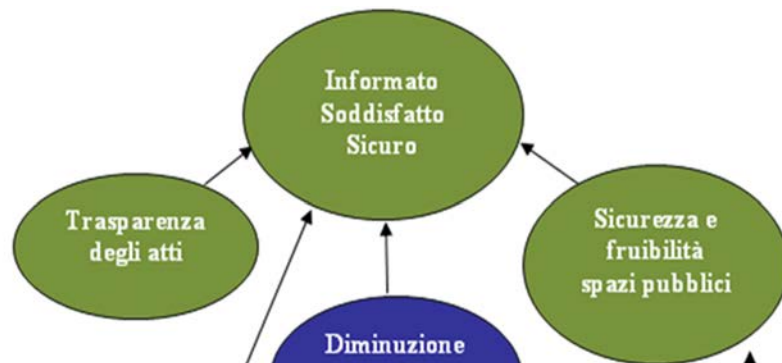 Informato
Soddisfatto
Sicuro
Trasparenza
degli atti
Sicurezza e
fruibilità
spazi pubblici
Diminuzione